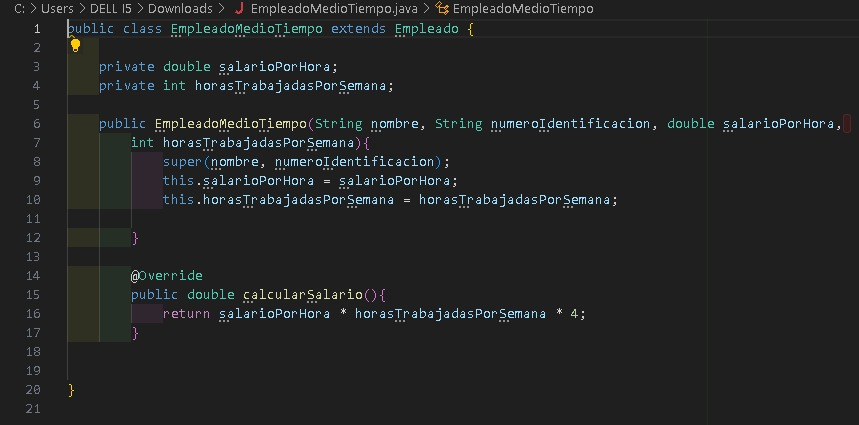 C: > Users > DELL I5 > Downloads > J EmpleadoMedioTiempo.java > EmpleadoMedioTiempo
1 public class EmpleadoMedioTiempo extends Empleado {
2
3     private double salarioPorHora;
4     private int horasTrabajadasPorSemana;
5
6     public EmpleadoMedioTiempo(String nombre, String numeroIdentificacion, double salarioPorHora,
7         int horasTrabajadasPorSemana){
8             super(nombre, numeroIdentificacion);
9             this.salarioPorHora = salarioPorHora;
10             this.horasTrabajadasPorSemana = horasTrabajadasPorSemana;
11
12         }
13
14         @Override
15         public double calcularSalario(){
16             return salarioPorHora * horasTrabajadasPorSemana * 4;
17         }
18
19
20 }
21